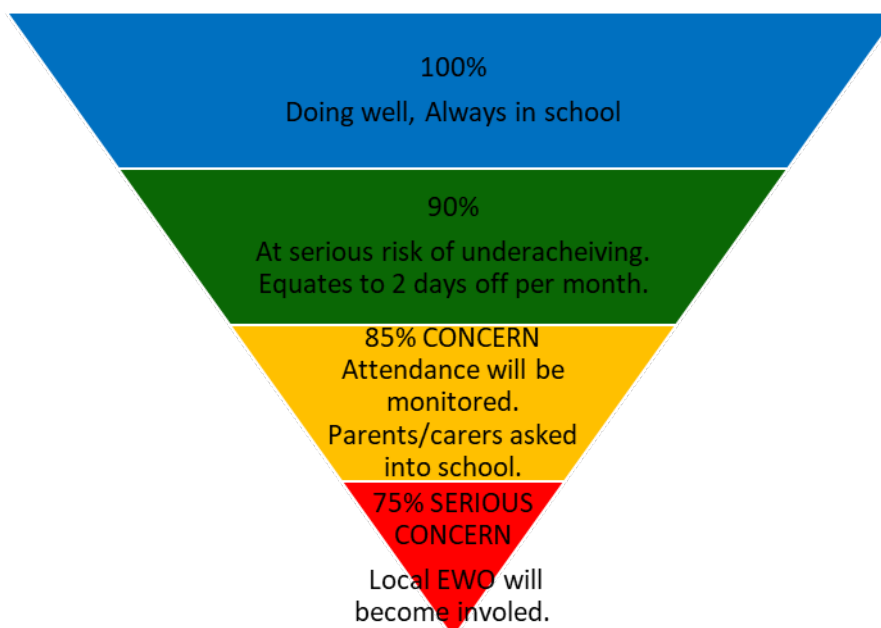 100%
Doing well, Always in school
90%
At serious risk of underacheiving.
Equates to 2 days off per month.
85% CONCERN
Attendance will be
monitored.
Parents/carers asked
into school.
75% SERIOUS
CONCERN
Local EWO will
become involed.